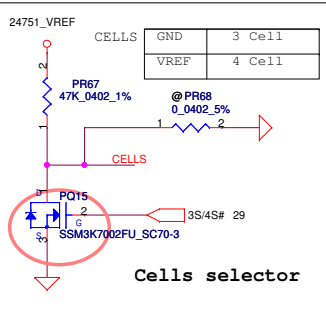 24751_VREF
CELLS GND 3 Cell
VREF 4 Cell
2
PR67
47K_0402_1%
1
@ PR68
0_0402_5%
1 2
CELLS
D
1
PQ15
2
G
3S/4S# 29
S
3
SSM3K7002FU_SC70-3
Cells selector